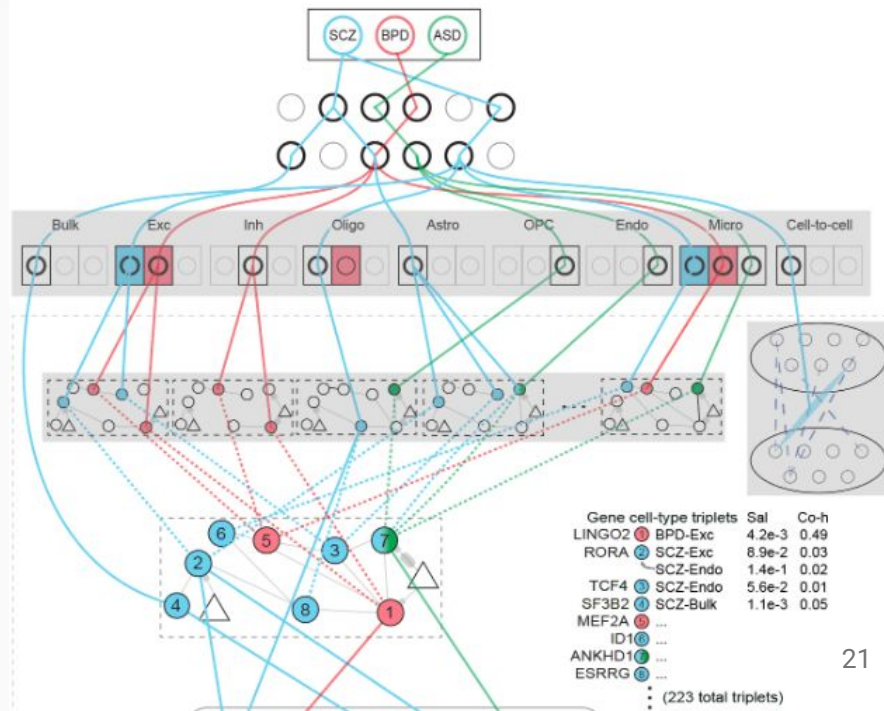 SCZ BPD ASD
Bulk Exc Inh Oligo Astro OPC Endo Micro Cell-to-cell
6 5 3 7
2
4 8 1
Gene cell-type triplets Sal Co-h
LINGO2 1 BPD-Exc 4.2e-3 0.49
RORA 2 SCZ-Exc 8.9e-2 0.03
SCZ-Endo 1.4e-1 0.02
TCF4 3 SCZ-Endo 5.6e-2 0.01
SF3B2 4 SCZ-Bulk 1.1e-3 0.05
MEF2A 5 ...
ID1 6 ...
ANKHD1 7 ...
ESRRG 8 ...
(223 total triplets)
21